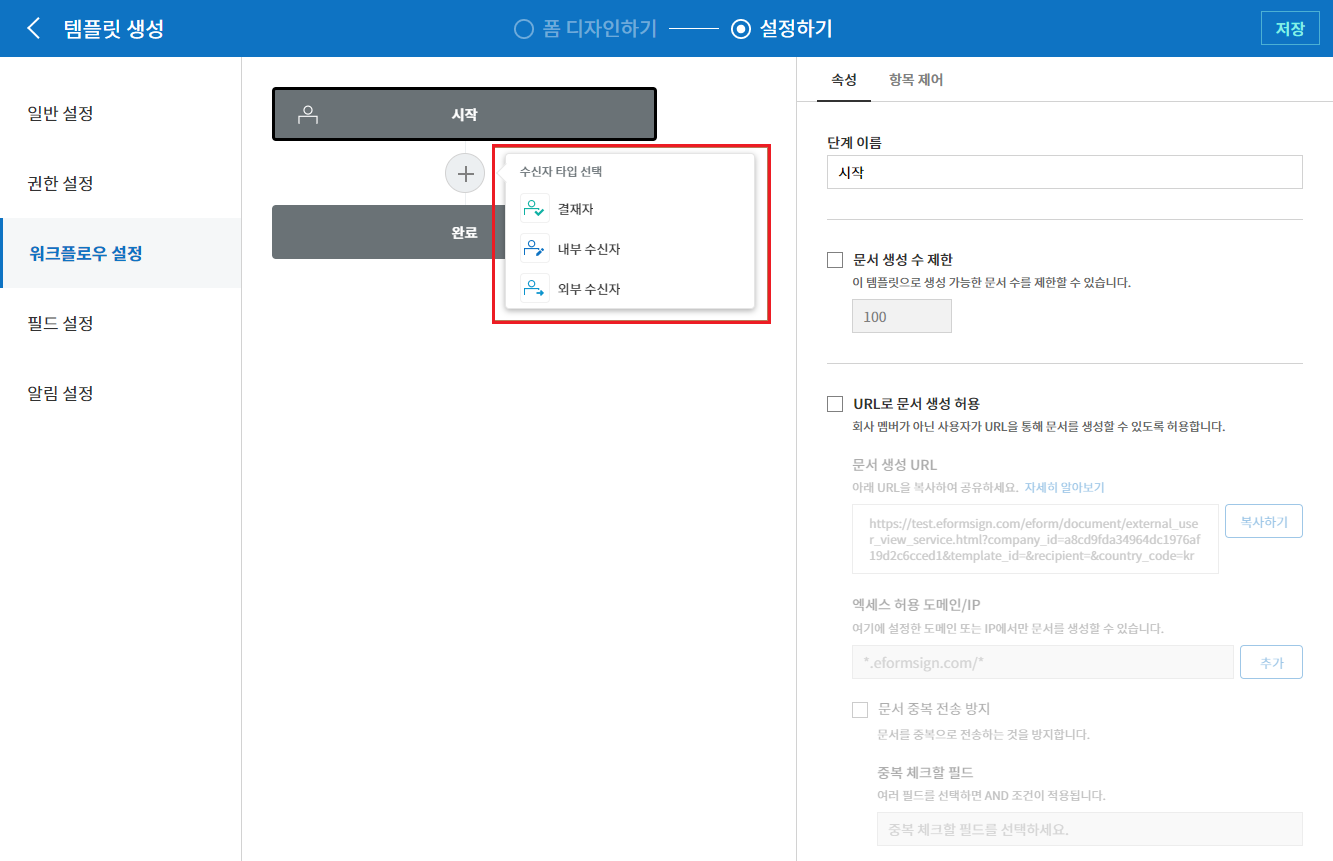 템플릿 생성
폼 디자인하기
설정하기
저장
일반 설정
권한 설정
워크플로우 설정
필드 설정
알림 설정
시작
완료
수신자 타입 선택
결재자
내부 수신자
외부 수신자
속성
항목 제어
단계 이름
시작
문서 생성 수 제한
이 템플릿으로 생성 가능한 문서 수를 제한할 수 있습니다.
100
URL로 문서 생성 허용
회사 멤버가 아닌 사용자가 URL을 통해 문서를 생성할 수 있도록 허용합니다.
문서 생성 URL
아래 URL을 복사하여 공유하세요. 자세히 알아보기
https://test.eformsign.com/eform/document/external_use
r_view_service.html?company_id=a8cd9fda34964dc1976af
19d2c6cced1&template_id=&recipient=&country_code=kr
복사하기
엑세스 허용 도메인/IP
여기에 설정한 도메인 또는 IP에서만 문서를 생성할 수 있습니다.
*.eformsign.com/*
추가
문서 중복 전송 방지
문서를 중복으로 전송하는 것을 방지합니다.
중복 체크할 필드
여러 필드를 선택하면 AND 조건이 적용됩니다.
중복 체크할 필드를 선택하세요.